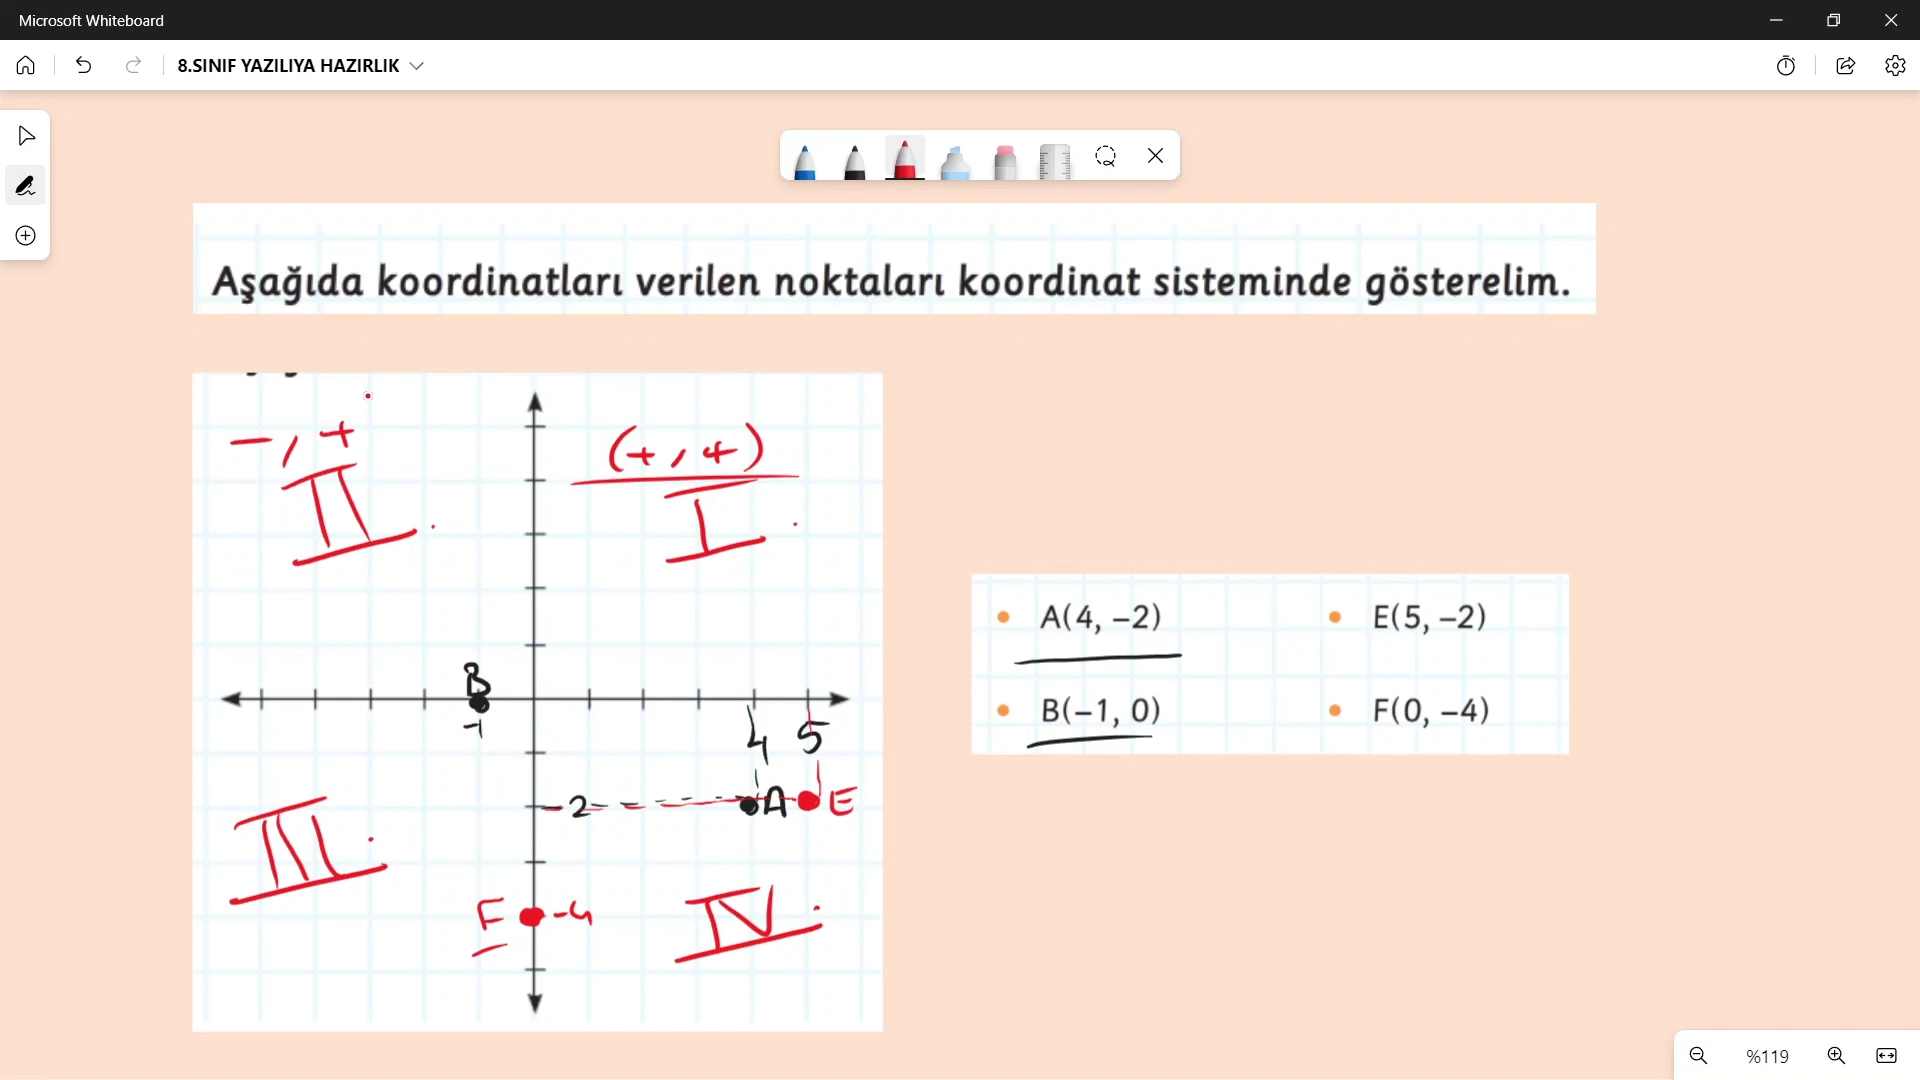 Microsoft Whiteboard
8.SINIF YAZILIYA HAZIRLIK
Aşağıda koordinatları verilen noktaları koordinat sisteminde gösterelim.
-, +
(+, +)
II.
I.
B
-1
4
5
-2
A
E
III.
F
-4
IV.
• A(4, –2)
• E(5, –2)
• B(–1, 0)
• F(0, –4)
%119